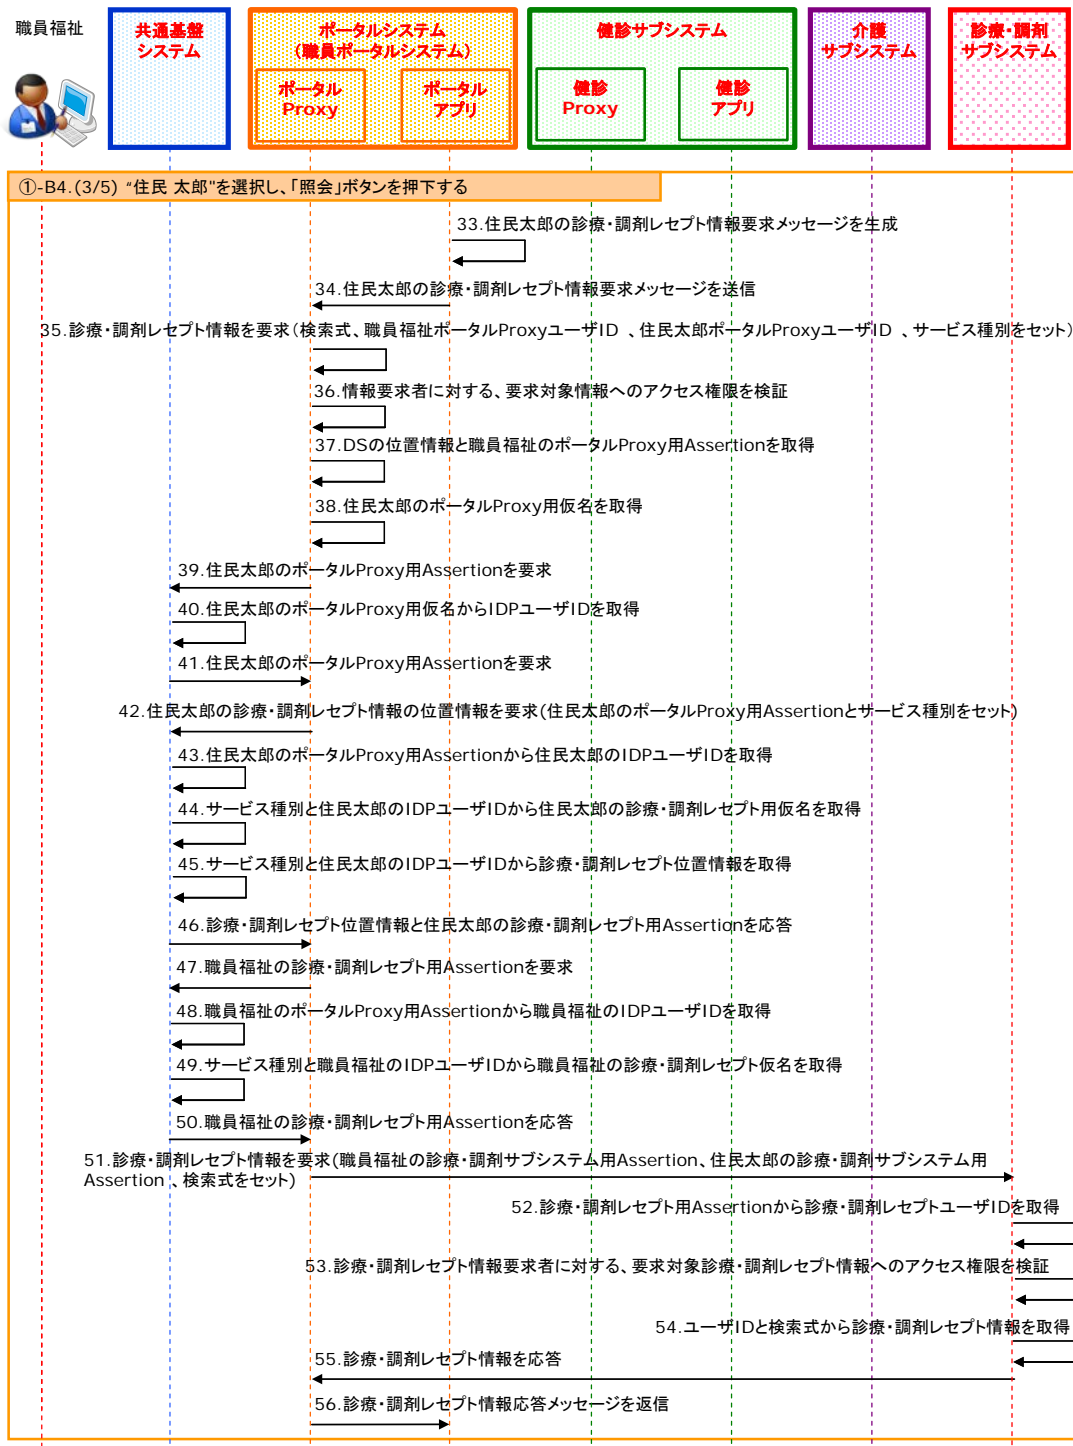 職員福祉
共通基盤
システム
ポータルシステム
（職員ポータルシステム）
ポータル
Proxy
ポータル
アプリ
健診サブシステム
健診
Proxy
健診
アプリ
介護
サブシステム
診療・調剤
サブシステム
①-B4.(3/5) “住民 太郎"を選択し、「照会」ボタンを押下する
33.住民太郎の診療・調剤レセプト情報要求メッセージを生成
34.住民太郎の診療・調剤レセプト情報要求メッセージを送信
35.診療・調剤レセプト情報を要求（検索式、職員福祉ポータルProxyユーザID 、住民太郎ポータルProxyユーザID 、サービス種別をセット）
36.情報要求者に対する、要求対象情報へのアクセス権限を検証
37.DSの位置情報と職員福祉のポータルProxy用Assertionを取得
38.住民太郎のポータルProxy用仮名を取得
39.住民太郎のポータルProxy用Assertionを要求
40.住民太郎のポータルProxy用仮名からIDPユーザIDを取得
41.住民太郎のポータルProxy用Assertionを要求
42.住民太郎の診療・調剤レセプト情報の位置情報を要求(住民太郎のポータルProxy用Assertionとサービス種別をセット)
43.住民太郎のポータルProxy用Assertionから住民太郎のIDPユーザIDを取得
44.サービス種別と住民太郎のIDPユーザIDから住民太郎の診療・調剤レセプト用仮名を取得
45.サービス種別と住民太郎のIDPユーザIDから診療・調剤レセプト位置情報を取得
46.診療・調剤レセプト位置情報と住民太郎の診療・調剤レセプト用Assertionを応答
47.職員福祉の診療・調剤レセプト用Assertionを要求
48.職員福祉のポータルProxy用Assertionから職員福祉のIDPユーザIDを取得
49.サービス種別と職員福祉のIDPユーザIDから職員福祉の診療・調剤レセプト仮名を取得
50.職員福祉の診療・調剤レセプト用Assertionを応答
51.診療・調剤レセプト情報を要求(職員福祉の診療・調剤サブシステム用Assertion、住民太郎の診療・調剤サブシステム用
Assertion 、検索式をセット)
52.診療・調剤レセプト用Assertionから診療・調剤レセプトユーザIDを取得
53.診療・調剤レセプト情報要求者に対する、要求対象診療・調剤レセプト情報へのアクセス権限を検証
54.ユーザIDと検索式から診療・調剤レセプト情報を取得
55.診療・調剤レセプト情報を応答
56.診療・調剤レセプト情報応答メッセージを返信